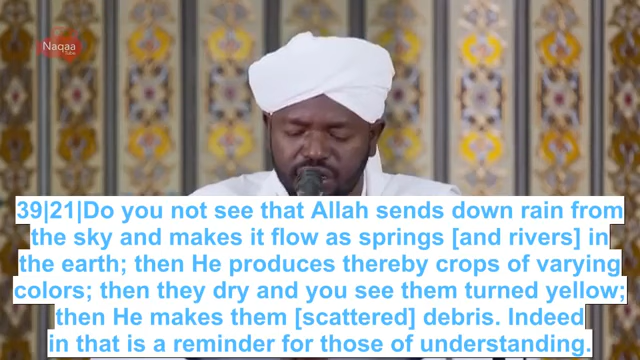 Naqaa
39|21|Do you not see that Allah sends down rain from
the sky and makes it flow as springs [and rivers] in
the earth; then He produces thereby crops of varying
colors; then they dry and you see them turned yellow;
then He makes them [scattered] debris. Indeed
in that is a reminder for those of understanding.